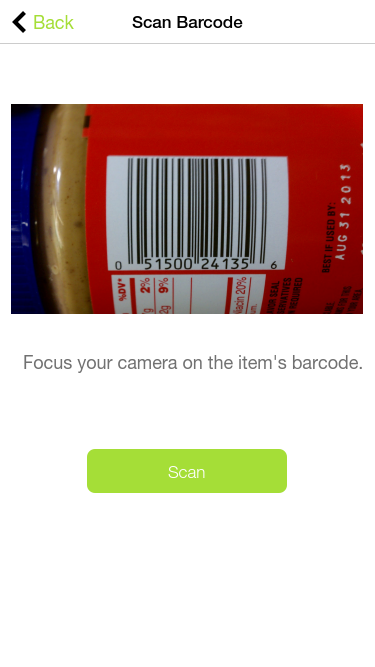 Back
Scan Barcode
0 51500 24135 6
%DV*
2%
9%
2g
Niacin 20%
BEST IF USED BY:
AUG 31 2013
Focus your camera on the item's barcode.
Scan